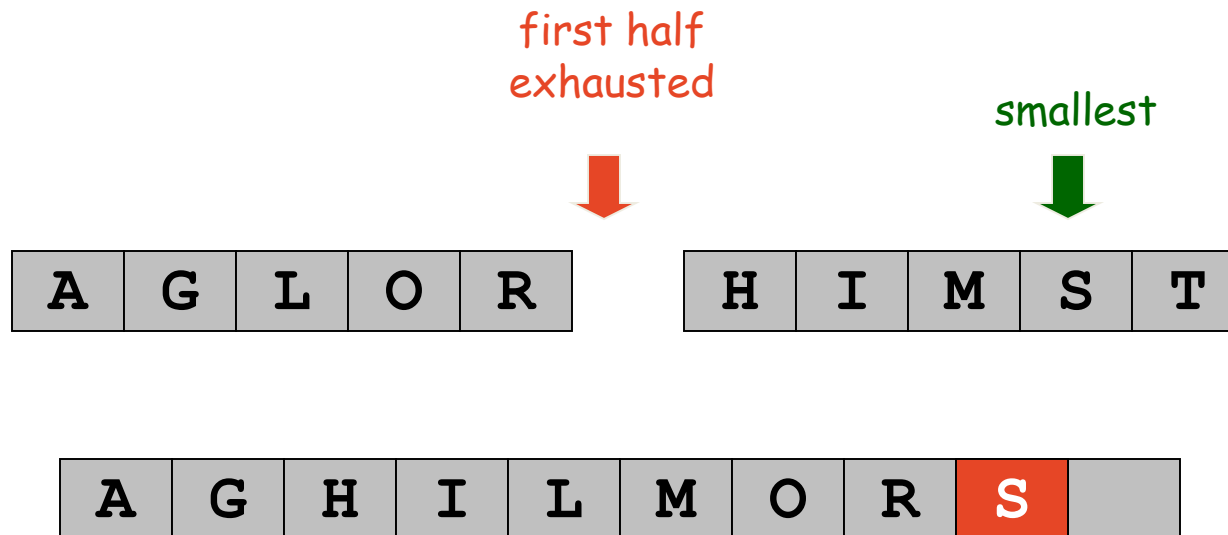 first half
exhausted
smallest
A G L O R H I M S T
A G H I L M O R S